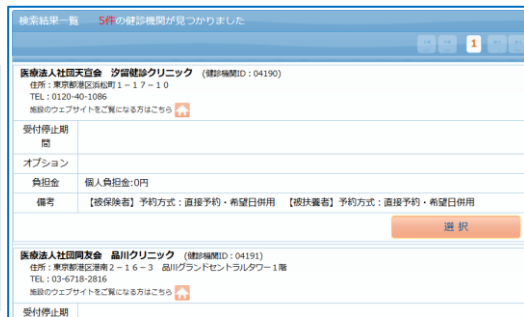 検索結果一覧 5件の健診機関が見つかりました
1
医療法人社団天宣会 汐留健診クリニック (健診機関ID:04190)
住所:東京都港区浜松町1-17-10
TEL:0120-40-1086
施設のウェブサイトをご覧になる方はこちら
受付停止期間
オプション
負担金 個人負担金:0円
備考 【被保険者】予約方式:直接予約・希望日併用 【被扶養者】予約方式:直接予約・希望日併用
選択
医療法人社団同友会 品川クリニック (健診機関ID:04191)
住所:東京都港区港南2-16-3 品川グランドセントラルタワー1階
TEL:03-6718-2816
施設のウェブサイトをご覧になる方はこちら
受付停止期